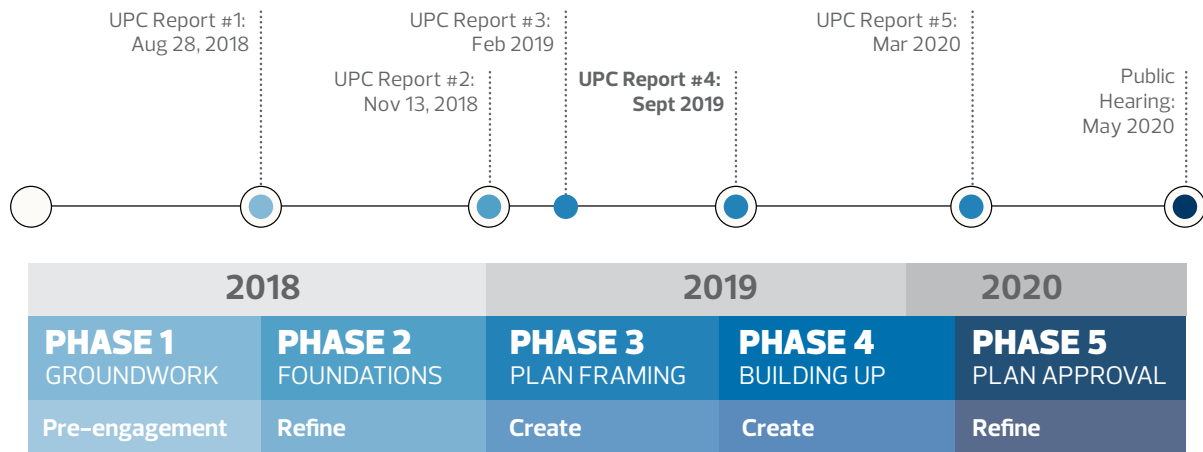 UPC Report #1:
Aug 28, 2018
UPC Report #3:
Feb 2019
UPC Report #5:
Mar 2020
UPC Report #2:
Nov 13, 2018
UPC Report #4:
Sept 2019
Public
Hearing:
May 2020
2018
2019
2020
PHASE 1
GROUNDWORK
PHASE 2
FOUNDATIONS
PHASE 3
PLAN FRAMING
PHASE 4
BUILDING UP
PHASE 5
PLAN APPROVAL
Pre-engagement
Refine
Create
Create
Refine